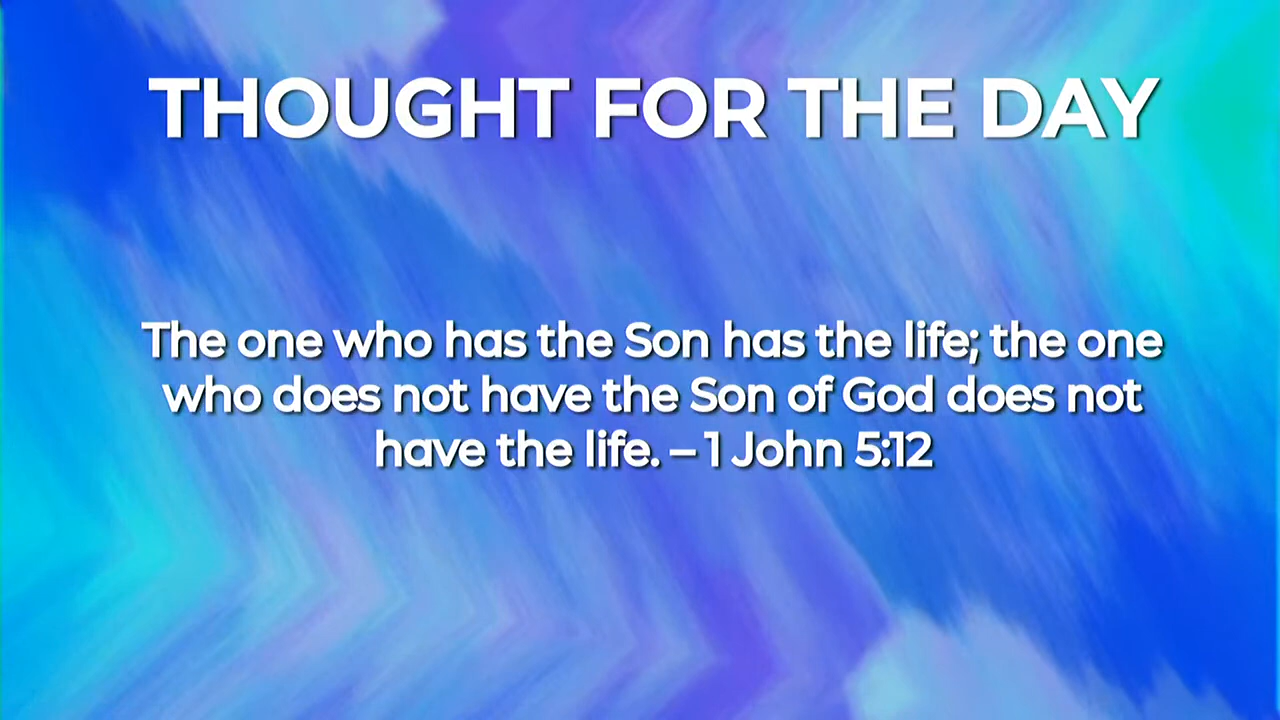 THOUGHT FOR THE DAY
The one who has the Son has the life; the one
who does not have the Son of God does not
have the life. – 1 John 5:12